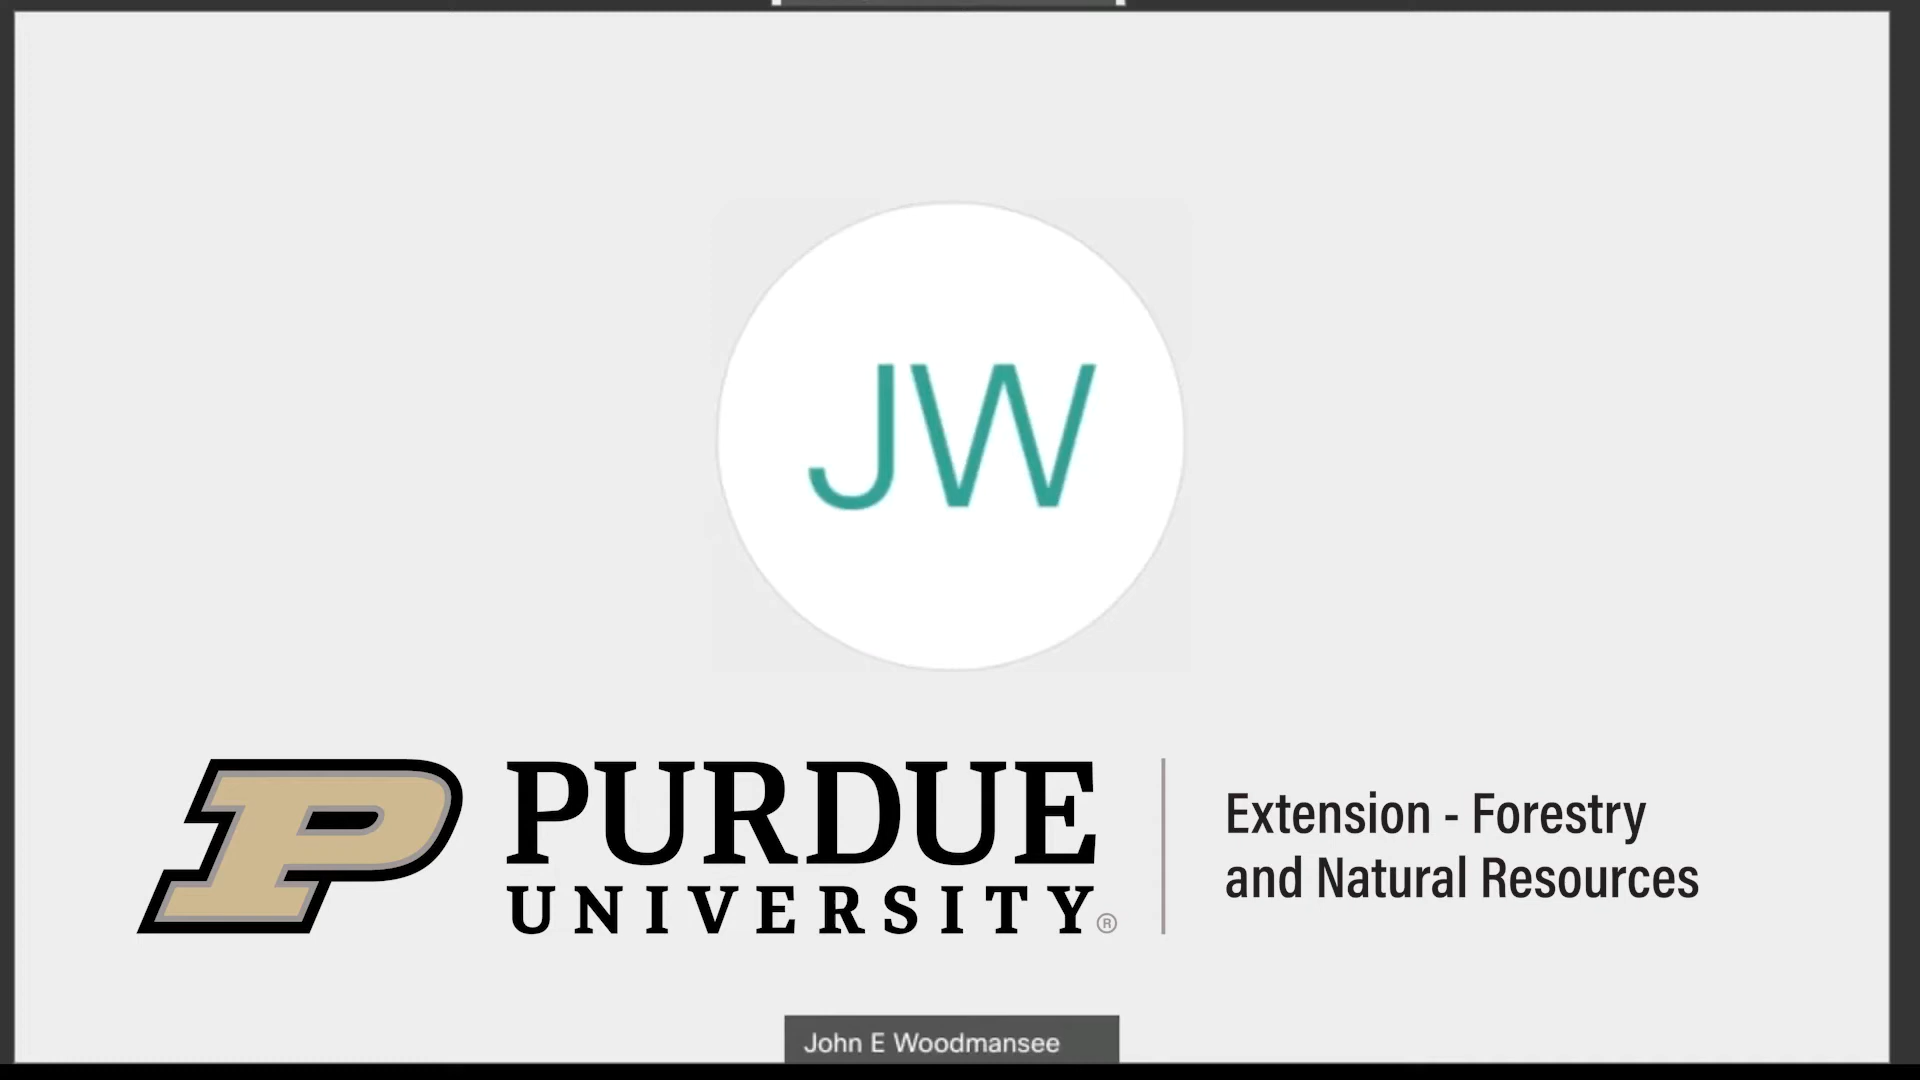 JW
PURDUE
UNIVERSITY®
Extension - Forestry
and Natural Resources
John E Woodmansee